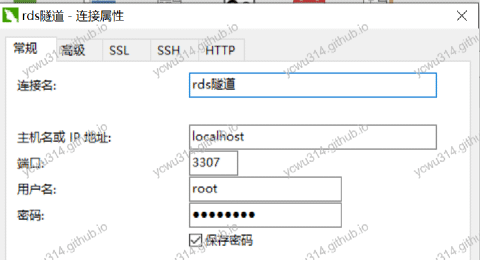 rds隧道 - 连接属性
常规 高级 SSL SSH HTTP
连接名: rds隧道
主机名或 IP 地址: localhost
端口: 3307
用户名: root
密码: ●●●●●●●●
保存密码
ycwu314.github.io
ycwu314.github.io
ycwu314.github.io
ycwu314.github.io
ycwu314.github.io
ycwu314.github.io
ycwu314.github.io
ycwu314.github.io
ycwu314.github.io